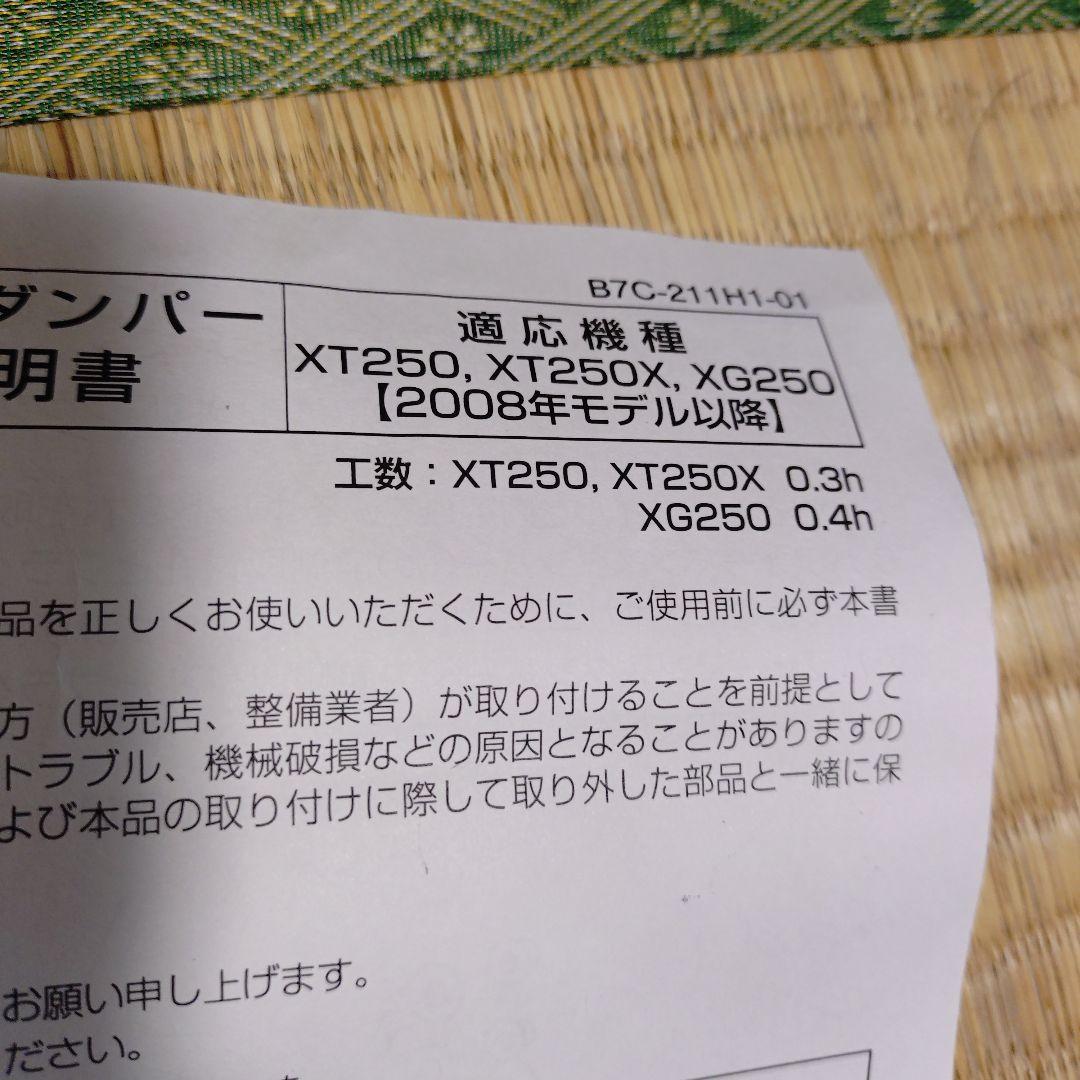 B7C-211H1-01
ダンパー
明書
適応機種
XT250, XT250X, XG250
【2008年モデル以降】
工数：XT250, XT250X 0.3h
XG250 0.4h
品を正しくお使いいただくために、ご使用前に必ず本書
方（販売店、整備業者）が取り付けることを前提として
トラブル、機械破損などの原因となることがありますの
よび本品の取り付けに際して取り外した部品と一緒に保
お願い申し上げます。
ださい。